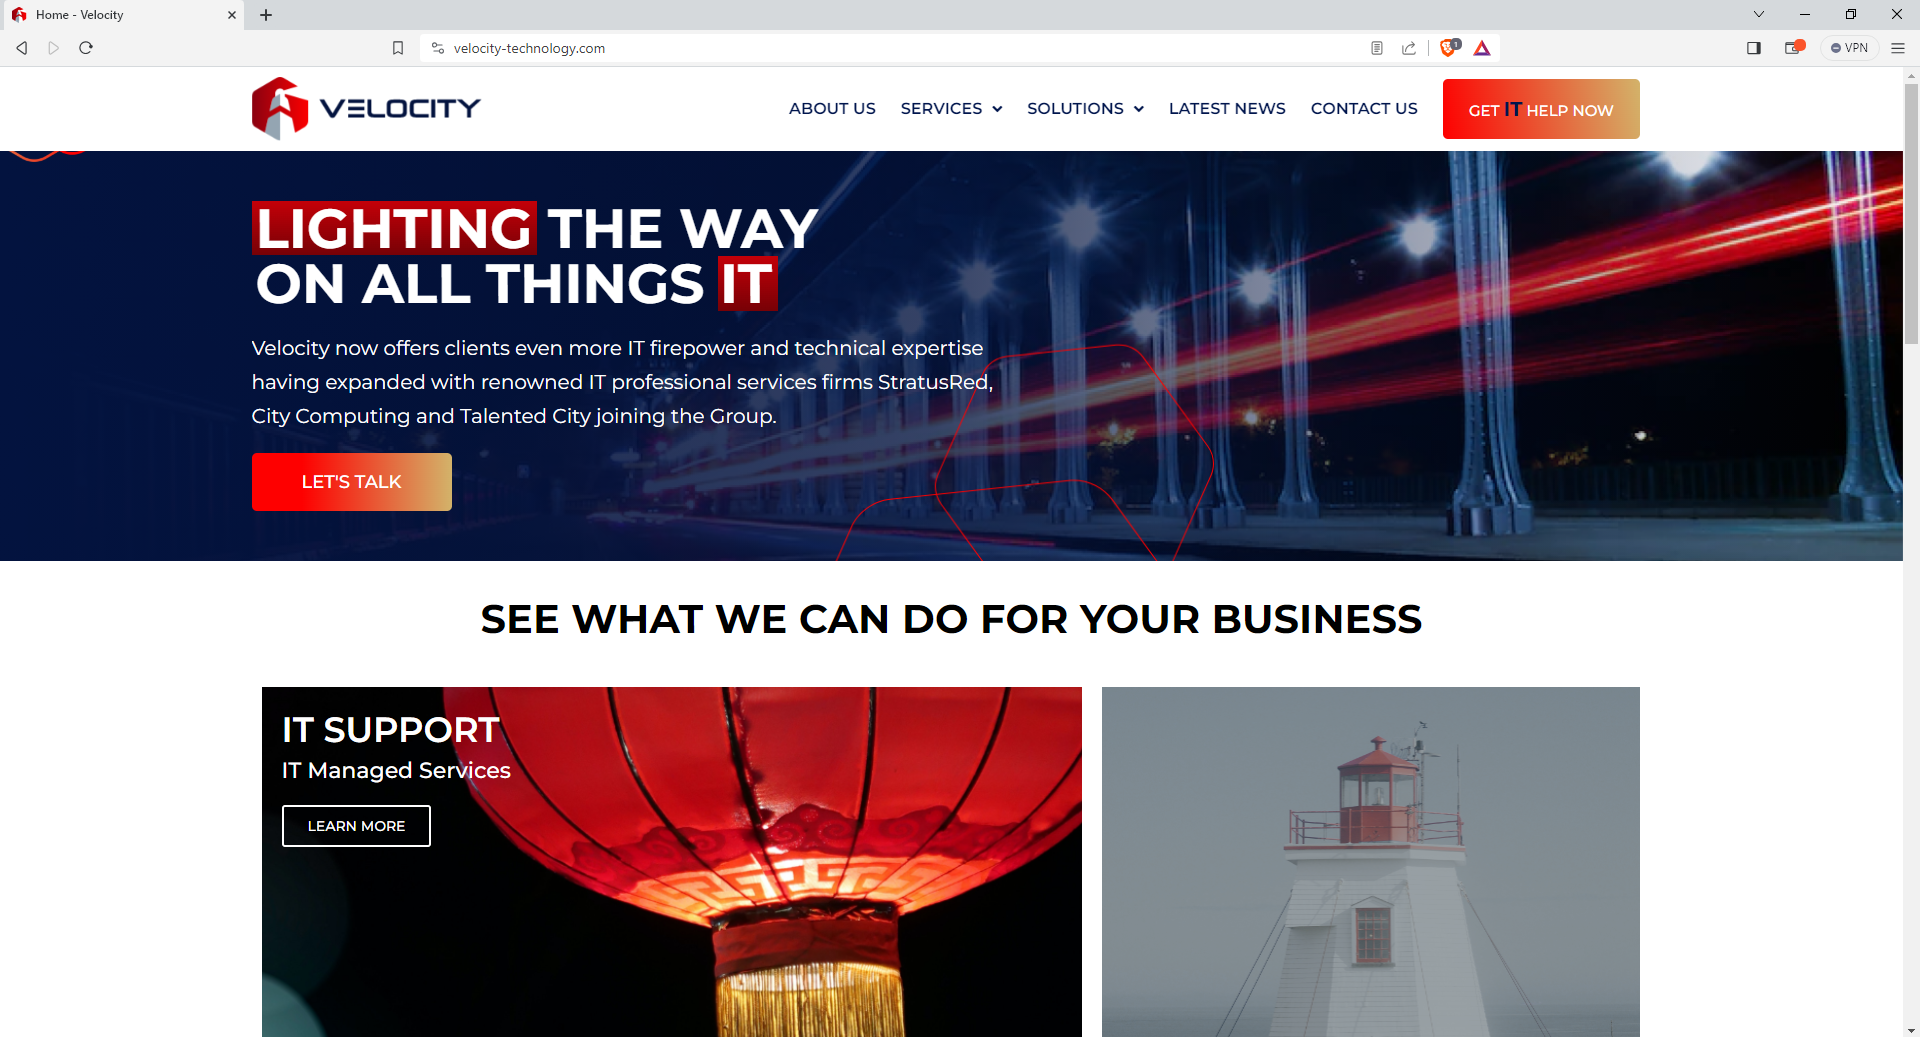 Home - Velocity
velocity-technology.com
1
VPN
VELOCITY
ABOUT US
SERVICES
SOLUTIONS
LATEST NEWS
CONTACT US
GET IT HELP NOW
LIGHTING THE WAY
ON ALL THINGS IT
Velocity now offers clients even more IT firepower and technical expertise
having expanded with renowned IT professional services firms StratusRed,
City Computing and Talented City joining the Group.
LET'S TALK
SEE WHAT WE CAN DO FOR YOUR BUSINESS
IT SUPPORT
IT Managed Services
LEARN MORE